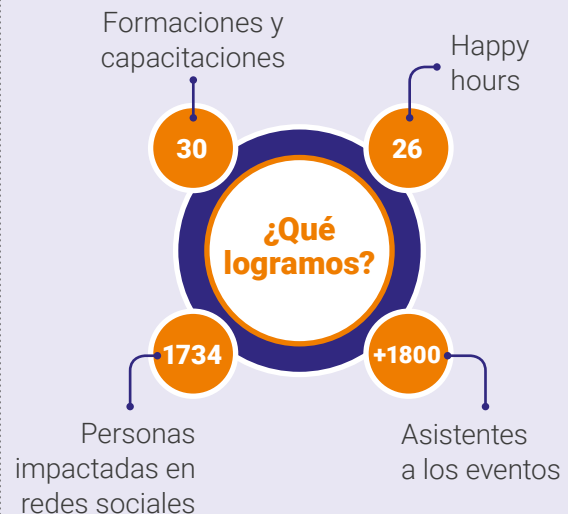 Formaciones y
capacitaciones
30
Happy
hours
26
¿Qué
logramos?
1734
Personas
impactadas en
redes sociales
+1800
Asistentes
a los eventos